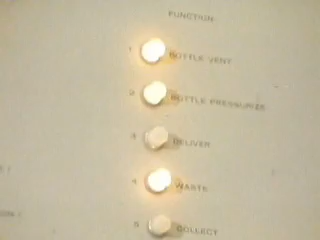 FUNCTION
1 BOTTLE VENT
2 BOTTLE PRESSURIZE
3 DELIVER
4 WASTE
5 COLLECT